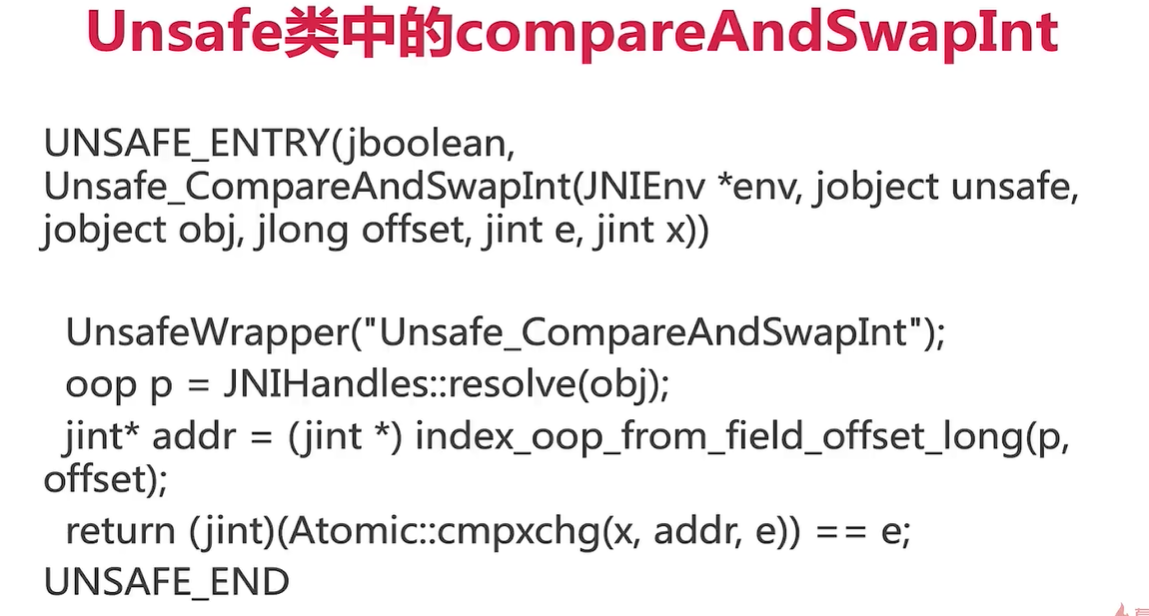 Unsafe类中的compareAndSwapInt
UNSAFE_ENTRY(jboolean,
Unsafe_CompareAndSwapInt(JNIEnv *env, jobject unsafe,
jobject obj, jlong offset, jint e, jint x))
UnsafeWrapper("Unsafe_CompareAndSwapInt");
oop p = JNIHandles::resolve(obj);
jint* addr = (jint *) index_oop_from_field_offset_long(p,
offset);
return (jint)(Atomic::cmpxchg(x, addr, e)) == e;
UNSAFE_END